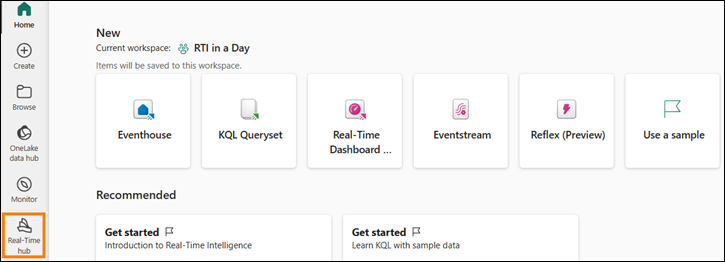 Home
Create
Browse
OneLake
data hub
Monitor
Real-Time
hub
New
Current workspace: RTI in a Day
Items will be saved to this workspace.
Eventhouse
KQL Queryset
Real-Time
Dashboard ...
Eventstream
Reflex (Preview)
Use a sample
Recommended
Get started
Introduction to Real-Time Intelligence
Get started
Learn KQL with sample data